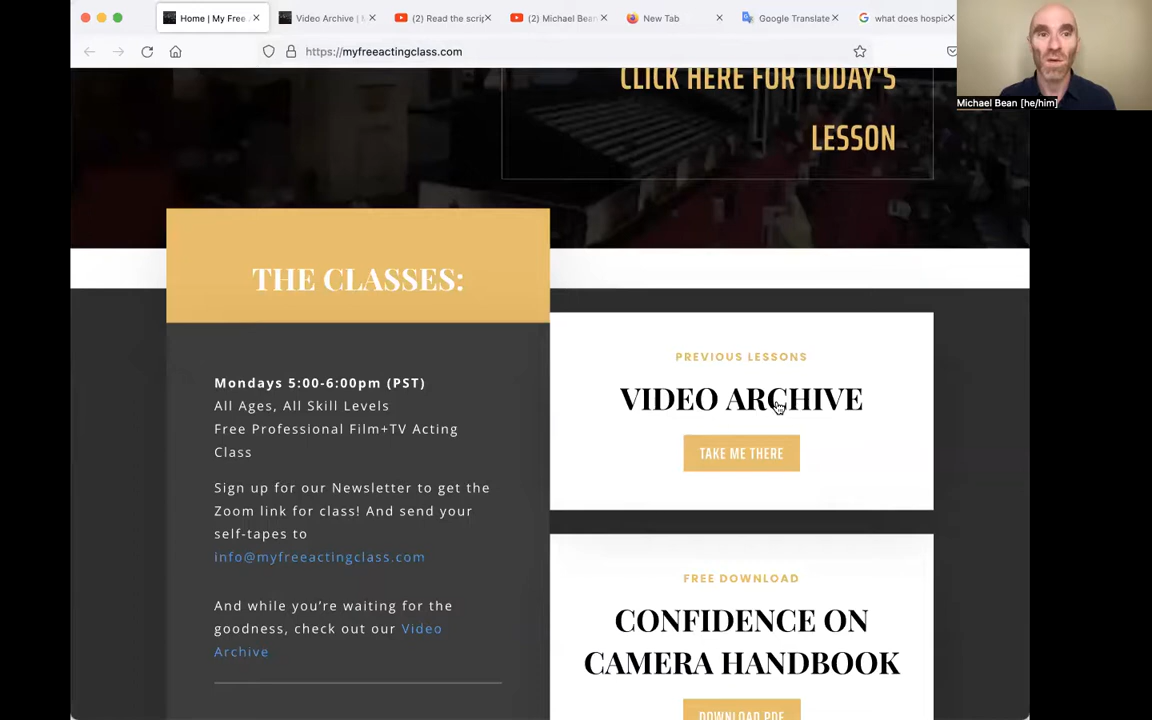 Home | My Free
Video Archive |
(2) Read the scrip
(2) Michael Bean
New Tab
Google Translate
what does hospic
https://myfreeactingclass.com
Michael Bean [he/him]
CLICK HERE FOR TODAY'S
LESSON
THE CLASSES:
Mondays 5:00-6:00pm (PST)
All Ages, All Skill Levels
Free Professional Film+TV Acting
Class
Sign up for our Newsletter to get the
Zoom link for class! And send your
self-tapes to
info@myfreeactingclass.com
And while you're waiting for the
goodness, check out our Video
Archive
PREVIOUS LESSONS
VIDEO ARCHIVE
TAKE ME THERE
FREE DOWNLOAD
CONFIDENCE ON
CAMERA HANDBOOK
DOWNLOAD PDF